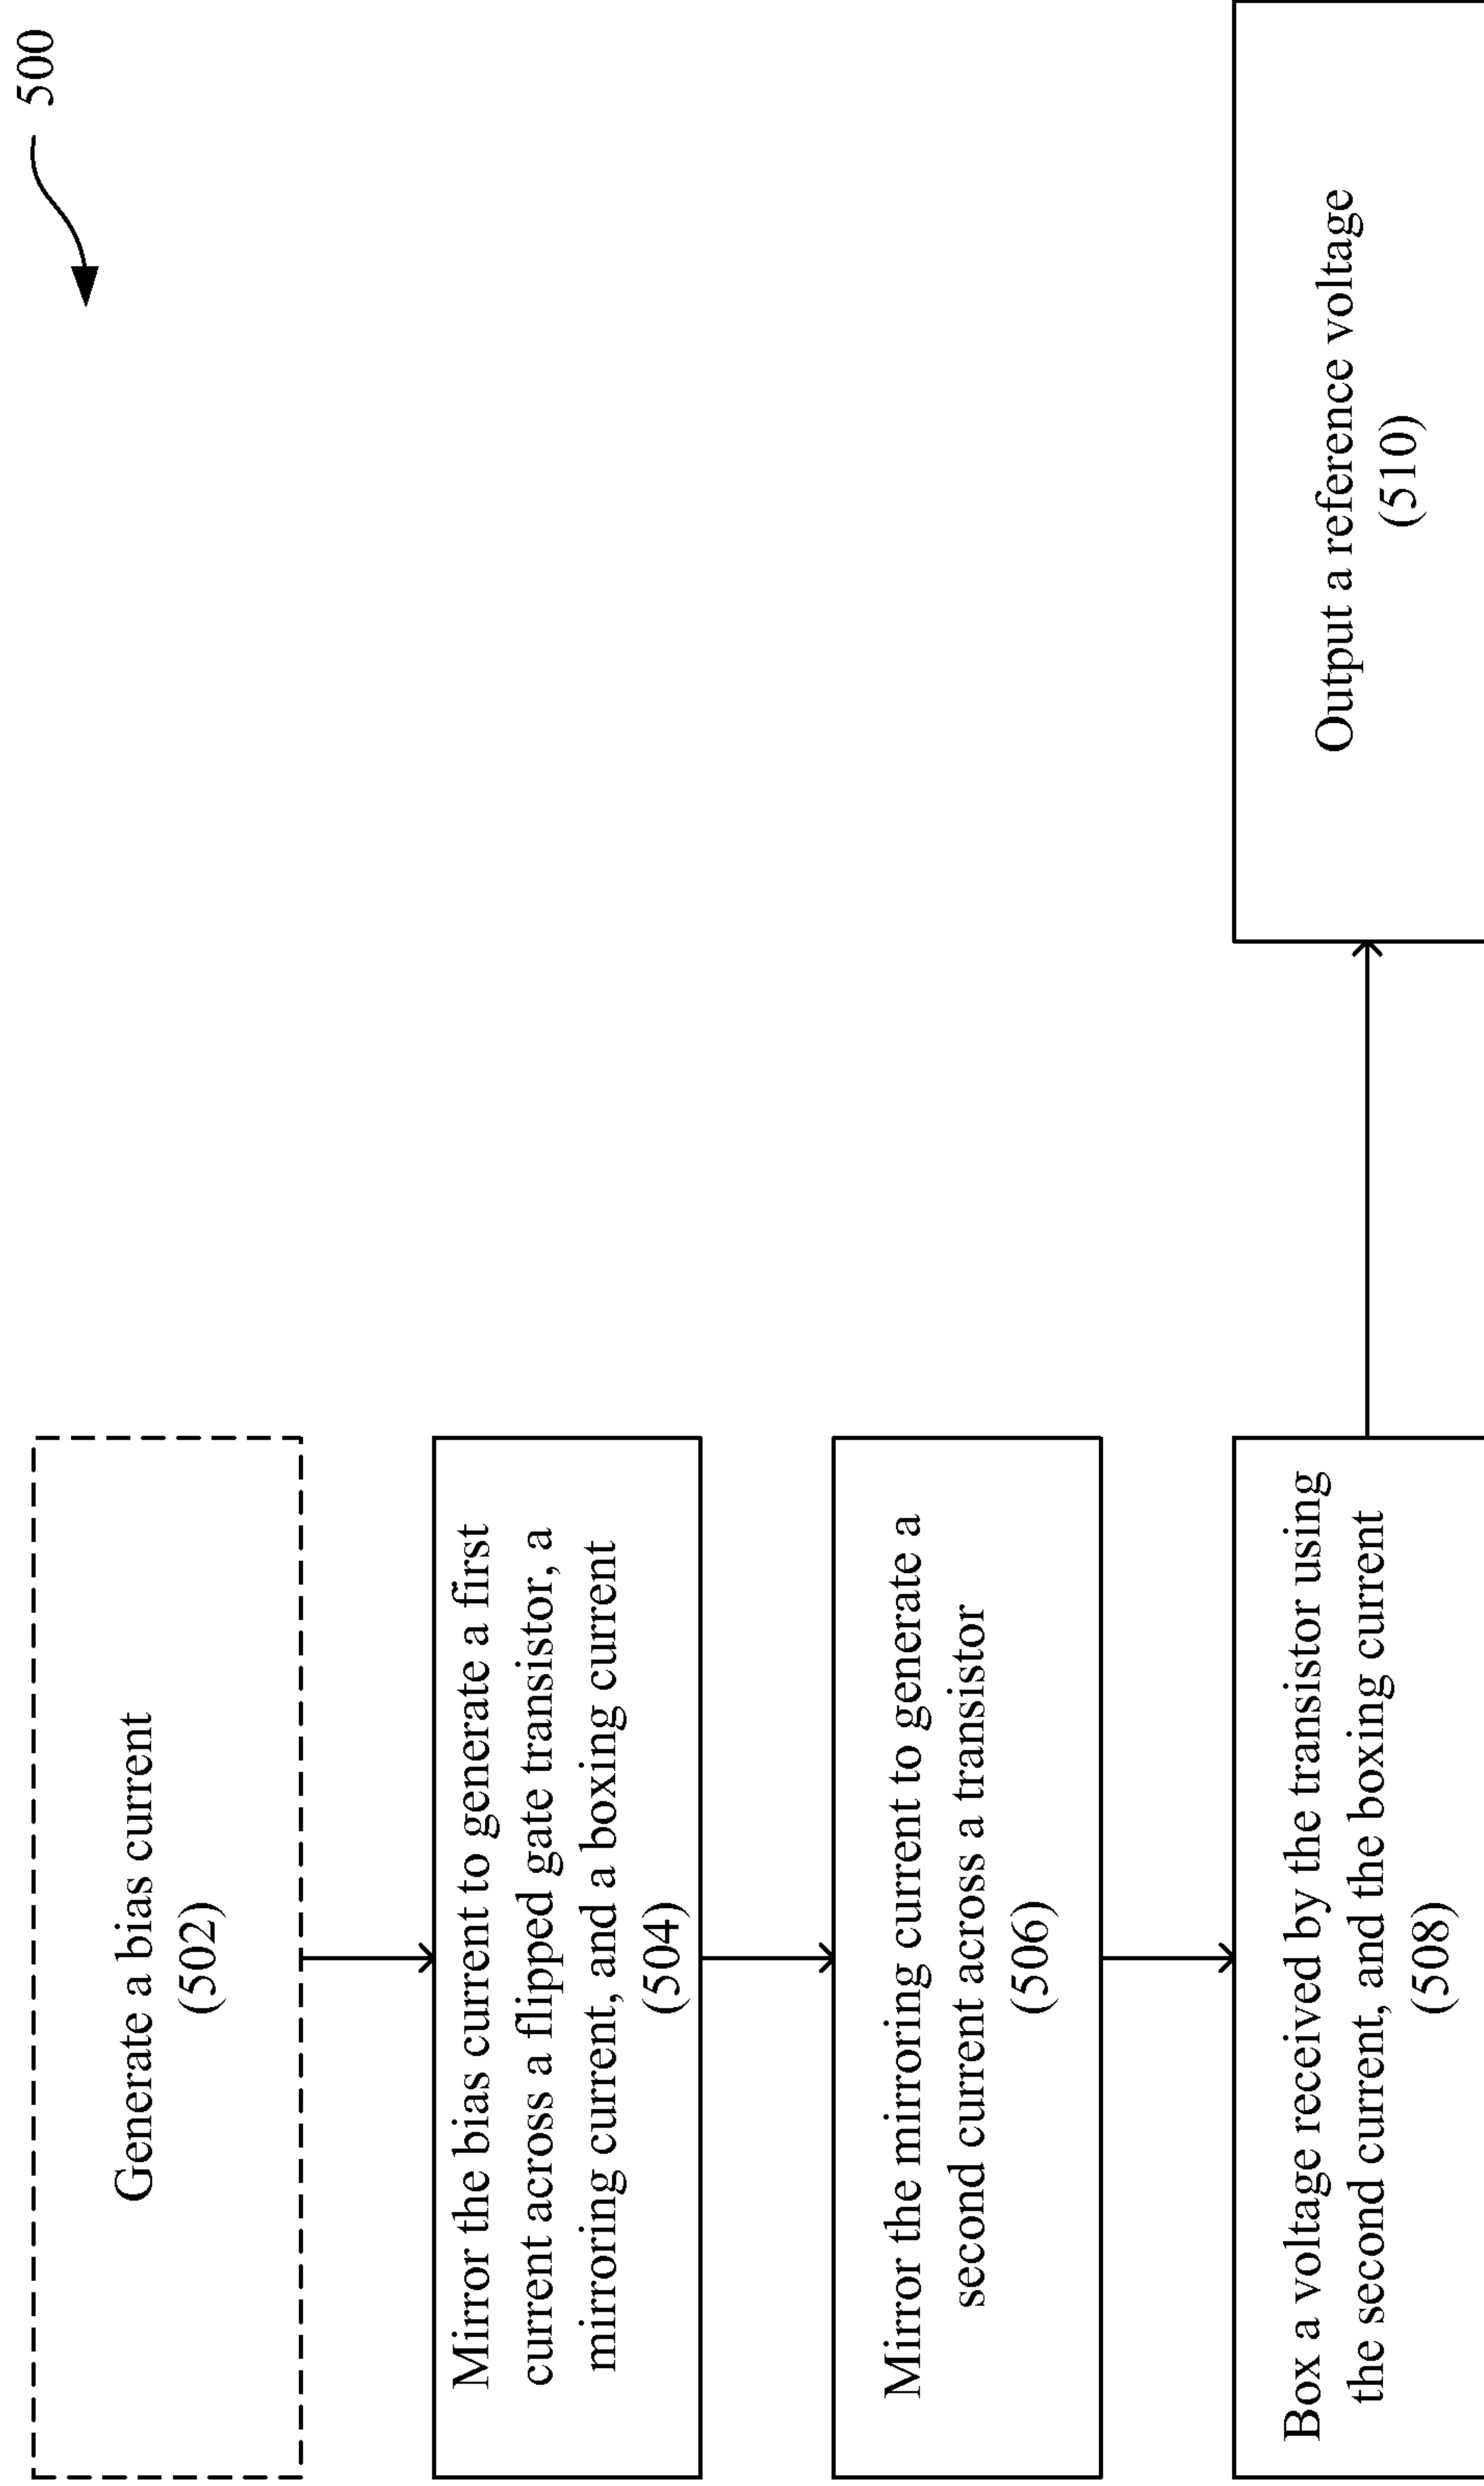 500
Generate a bias current
(502)
Mirror the bias current to generate a first
current across a flipped gate transistor, a
mirroring current, and a boxing current
(504)
Mirror the mirroring current to generate a
second current across a transistor
(506)
Box a voltage received by the transistor using
the second current, and the boxing current
(508)
Output a reference voltage
(510)